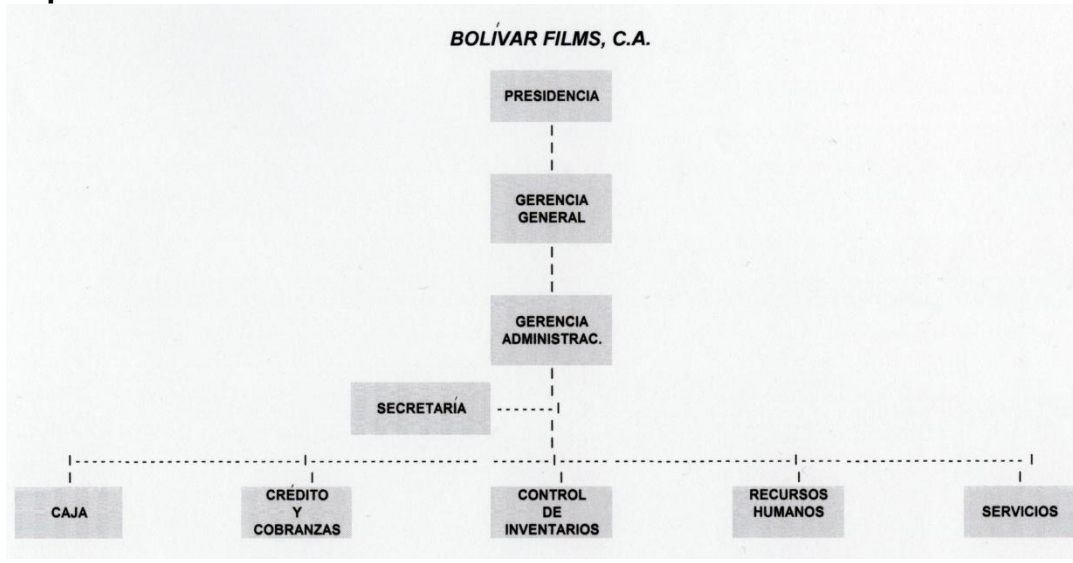 BOLÍVAR FILMS, C.A.
PRESIDENCIA
GERENCIA
GENERAL
GERENCIA
ADMINISTRAC.
SECRETARÍA
CAJA
CRÉDITO
Y
COBRANZAS
CONTROL
DE
INVENTARIOS
RECURSOS
HUMANOS
SERVICIOS